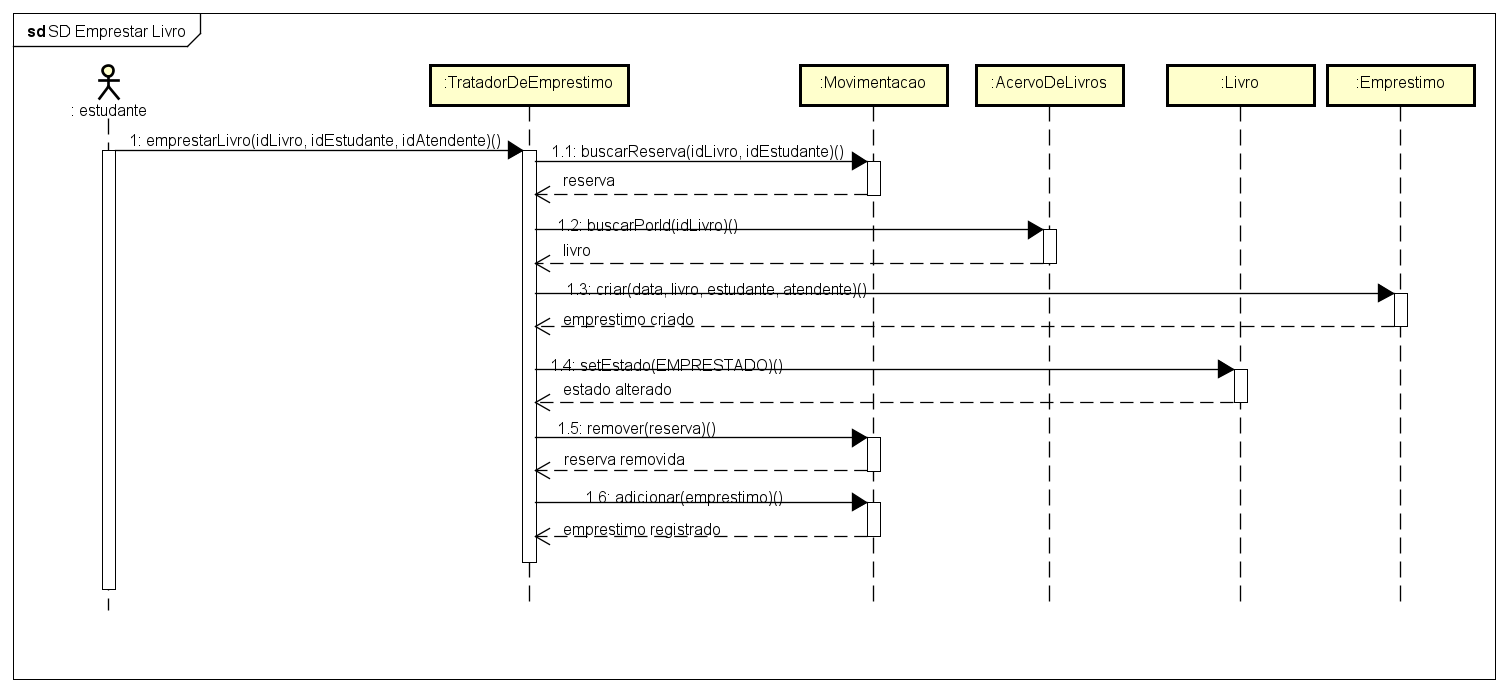 sd SD Emprestar Livro
: estudante
:TratadorDeEmprestimo
:Movimentacao
:AcervoDeLivros
:Livro
:Emprestimo
1: emprestarLivro(idLivro, idEstudante, idAtendente)()
1.1: buscarReserva(idLivro, idEstudante)()
reserva
1.2: buscarPorId(idLivro)()
livro
1.3: criar(data, livro, estudante, atendente)()
emprestimo criado
1.4: setEstado(EMPRESTADO)()
estado alterado
1.5: remover(reserva)()
reserva removida
1.6: adicionar(emprestimo)()
emprestimo registrado